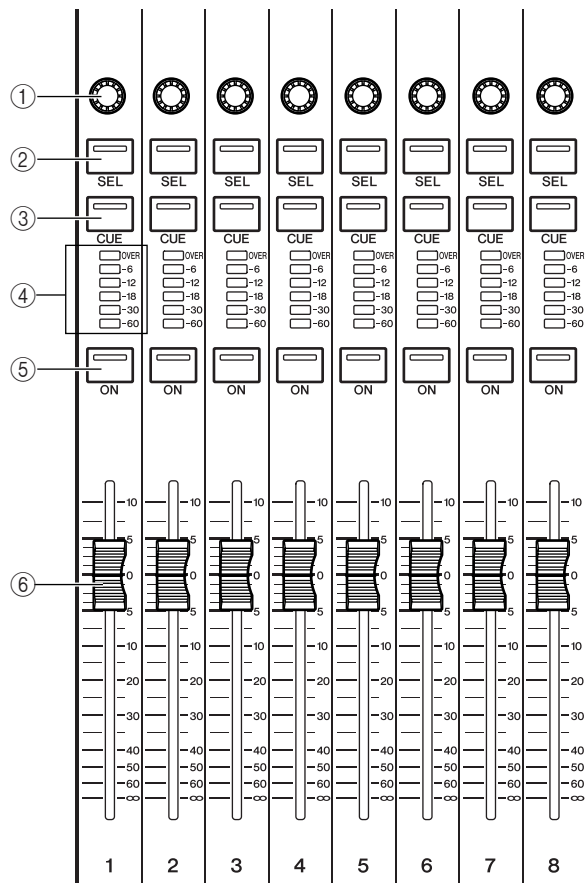 ①
② SEL SEL SEL SEL SEL SEL SEL SEL
③ CUE CUE CUE CUE CUE CUE CUE CUE
④ OVER OVER OVER OVER OVER OVER OVER OVER
-6 -6 -6 -6 -6 -6 -6 -6
-12 -12 -12 -12 -12 -12 -12 -12
-18 -18 -18 -18 -18 -18 -18 -18
-30 -30 -30 -30 -30 -30 -30 -30
-60 -60 -60 -60 -60 -60 -60 -60
⑤ ON ON ON ON ON ON ON ON
10 10 10 10 10 10 10 10
5 5 5 5 5 5 5 5
⑥ 0 0 0 0 0 0 0 0
5 5 5 5 5 5 5 5
10 10 10 10 10 10 10 10
20 20 20 20 20 20 20 20
30 30 30 30 30 30 30 30
40 40 40 40 40 40 40 40
50 50 50 50 50 50 50 50
60 60 60 60 60 60 60 60
∞ ∞ ∞ ∞ ∞ ∞ ∞ ∞
1 2 3 4 5 6 7 8